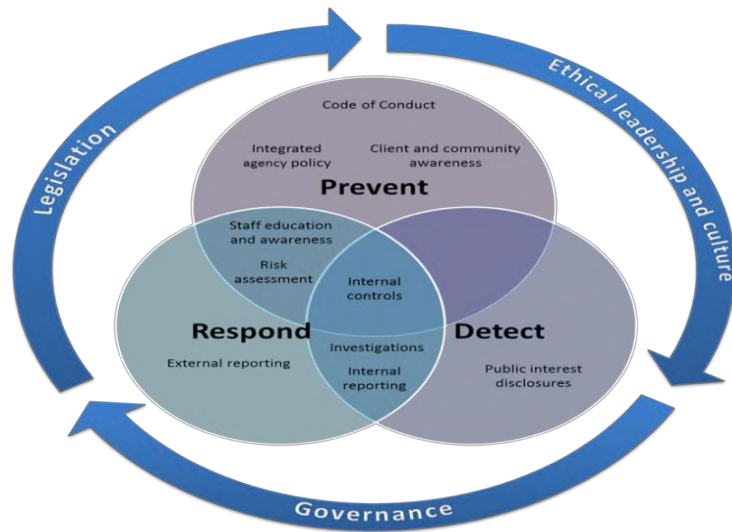 Legislation
Ethical leadership and culture
Code of Conduct
Integrated
agency policy
Client and community
awareness
Prevent
Staff education
and awareness
Risk
assessment
Internal
controls
Respond
Detect
External reporting
Investigations
Internal
reporting
Public interest
disclosures
Governance